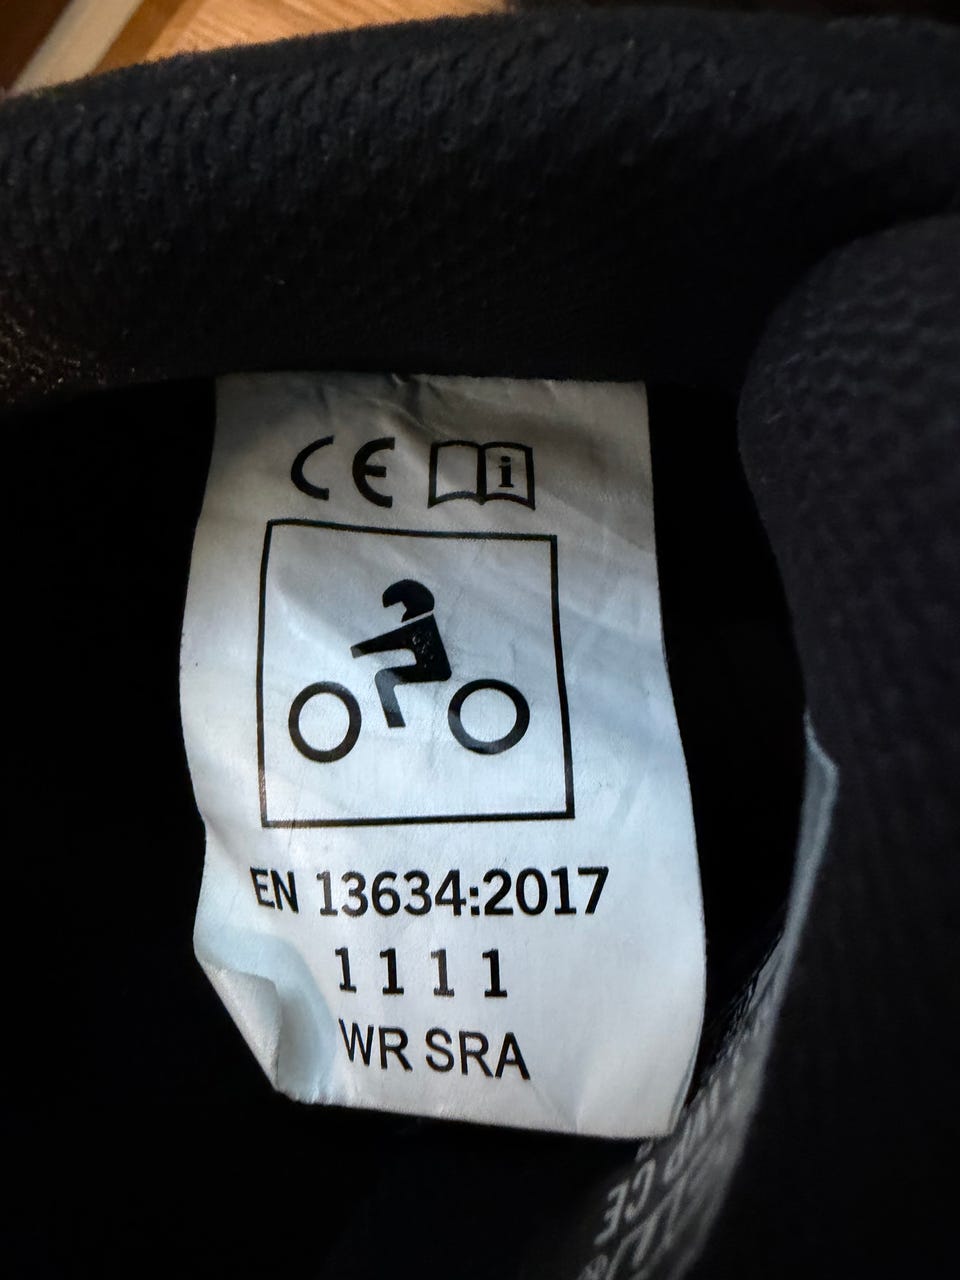 CE i
EN 13634:2017
1 1 1 1
WR SRA